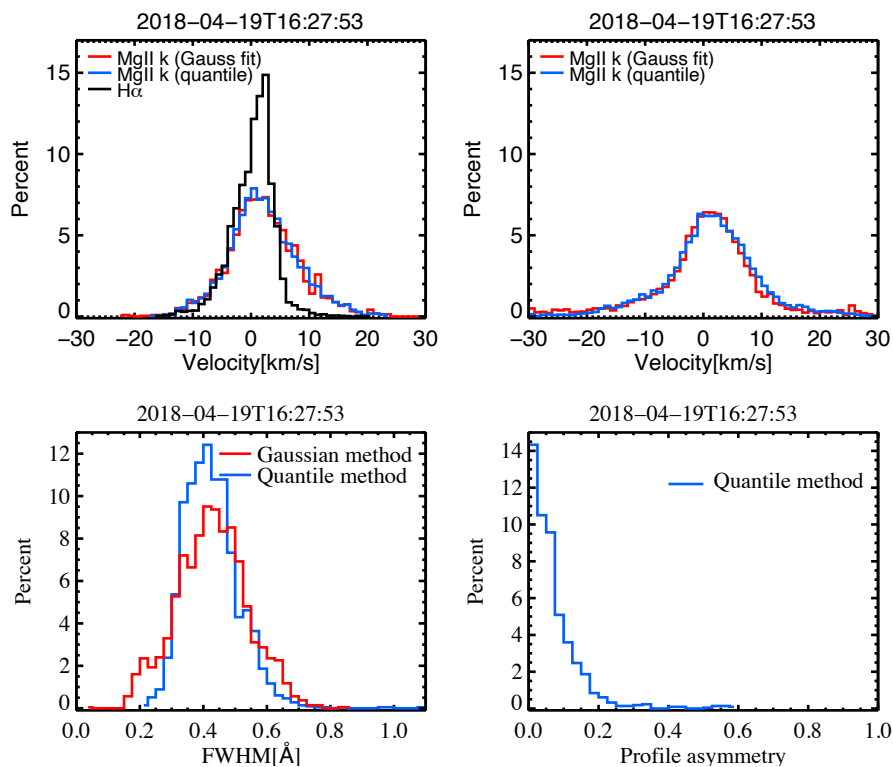 2018−04−19T16:27:53
MgII k (Gauss fit)
MgII k (quantile)
Hα
15
10
5
0
Percent
−30 −20 −10 0 10 20 30
Velocity[km/s]
2018−04−19T16:27:53
MgII k (Gauss fit)
MgII k (quantile)
15
10
5
0
Percent
−30 −20 −10 0 10 20 30
Velocity[km/s]
2018−04−19T16:27:53
Gaussian method
Quantile method
12
10
8
6
4
2
0
Percent
0.0 0.2 0.4 0.6 0.8 1.0
FWHM[Å]
2018−04−19T16:27:53
Quantile method
14
12
10
8
6
4
2
0
Percent
0.0 0.2 0.4 0.6 0.8 1.0
Profile asymmetry